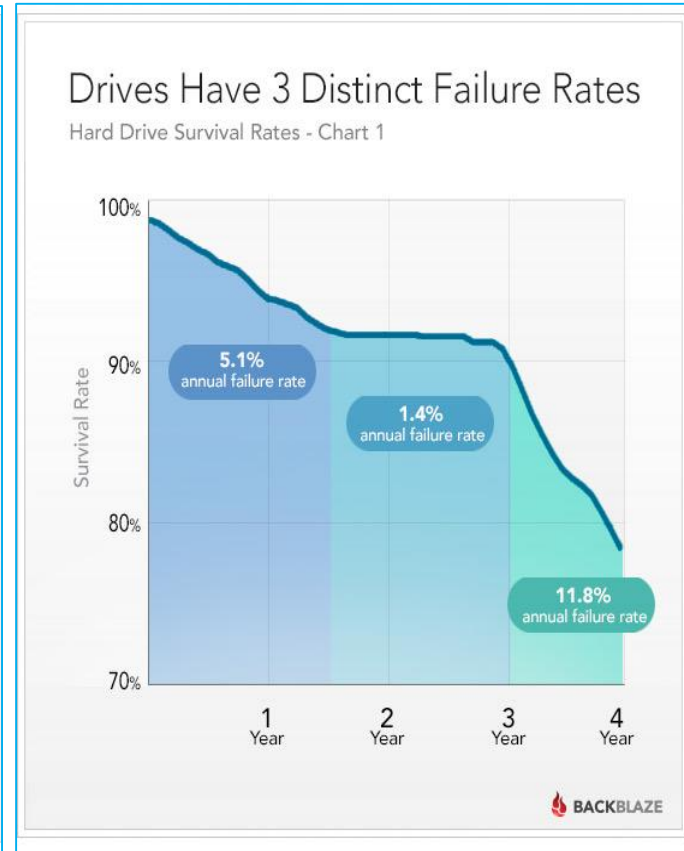 Drives Have 3 Distinct Failure Rates
Hard Drive Survival Rates - Chart 1
100%
90%
80%
70%
Survival Rate
5.1%
annual failure rate
1.4%
annual failure rate
11.8%
annual failure rate
1
Year
2
Year
3
Year
4
Year
BACKBLAZE